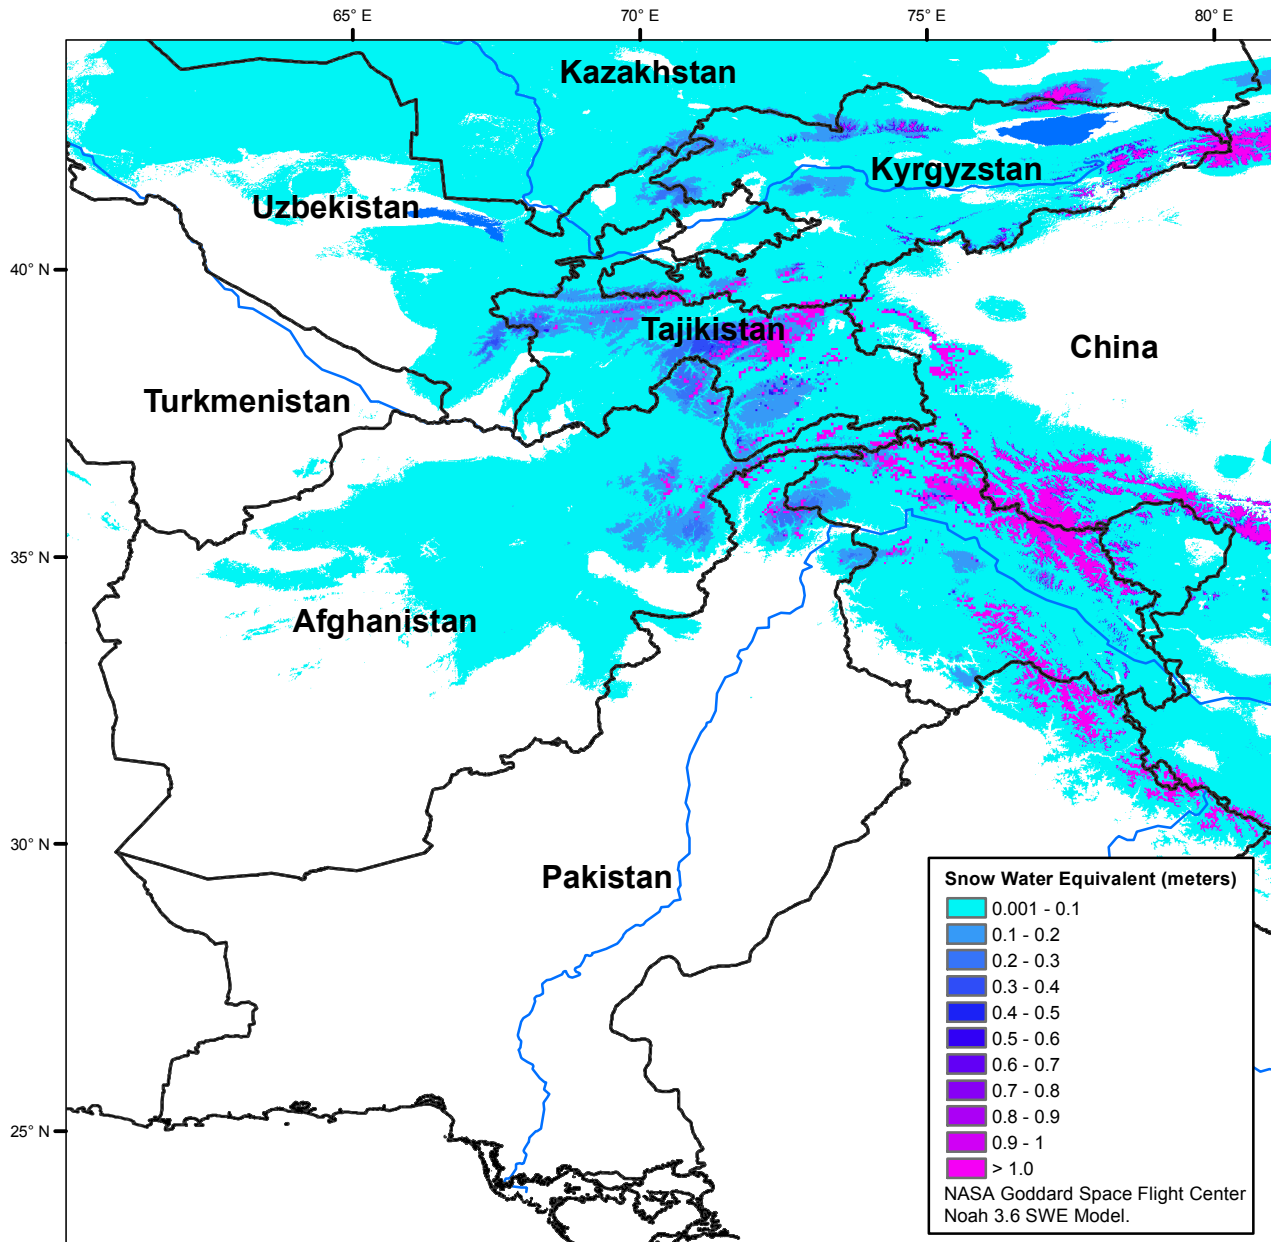 65° E
70° E
75° E
80° E
Kazakhstan
Kyrgyzstan
Uzbekistan
40° N
Tajikistan
China
Turkmenistan
35° N
Afghanistan
30° N
Pakistan
25° N
Snow Water Equivalent (meters)
0.001 - 0.1
0.1 - 0.2
0.2 - 0.3
0.3 - 0.4
0.4 - 0.5
0.5 - 0.6
0.6 - 0.7
0.7 - 0.8
0.8 - 0.9
0.9 - 1
> 1.0
NASA Goddard Space Flight Center
Noah 3.6 SWE Model.